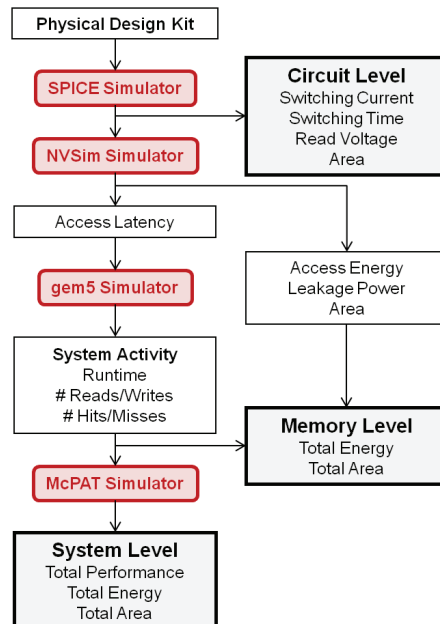 Physical Design Kit
SPICE Simulator
Circuit Level
Switching Current
Switching Time
Read Voltage
Area
NVSim Simulator
Access Latency
Access Energy
Leakage Power
Area
gem5 Simulator
System Activity
Runtime
# Reads/Writes
# Hits/Misses
Memory Level
Total Energy
Total Area
McPAT Simulator
System Level
Total Performance
Total Energy
Total Area